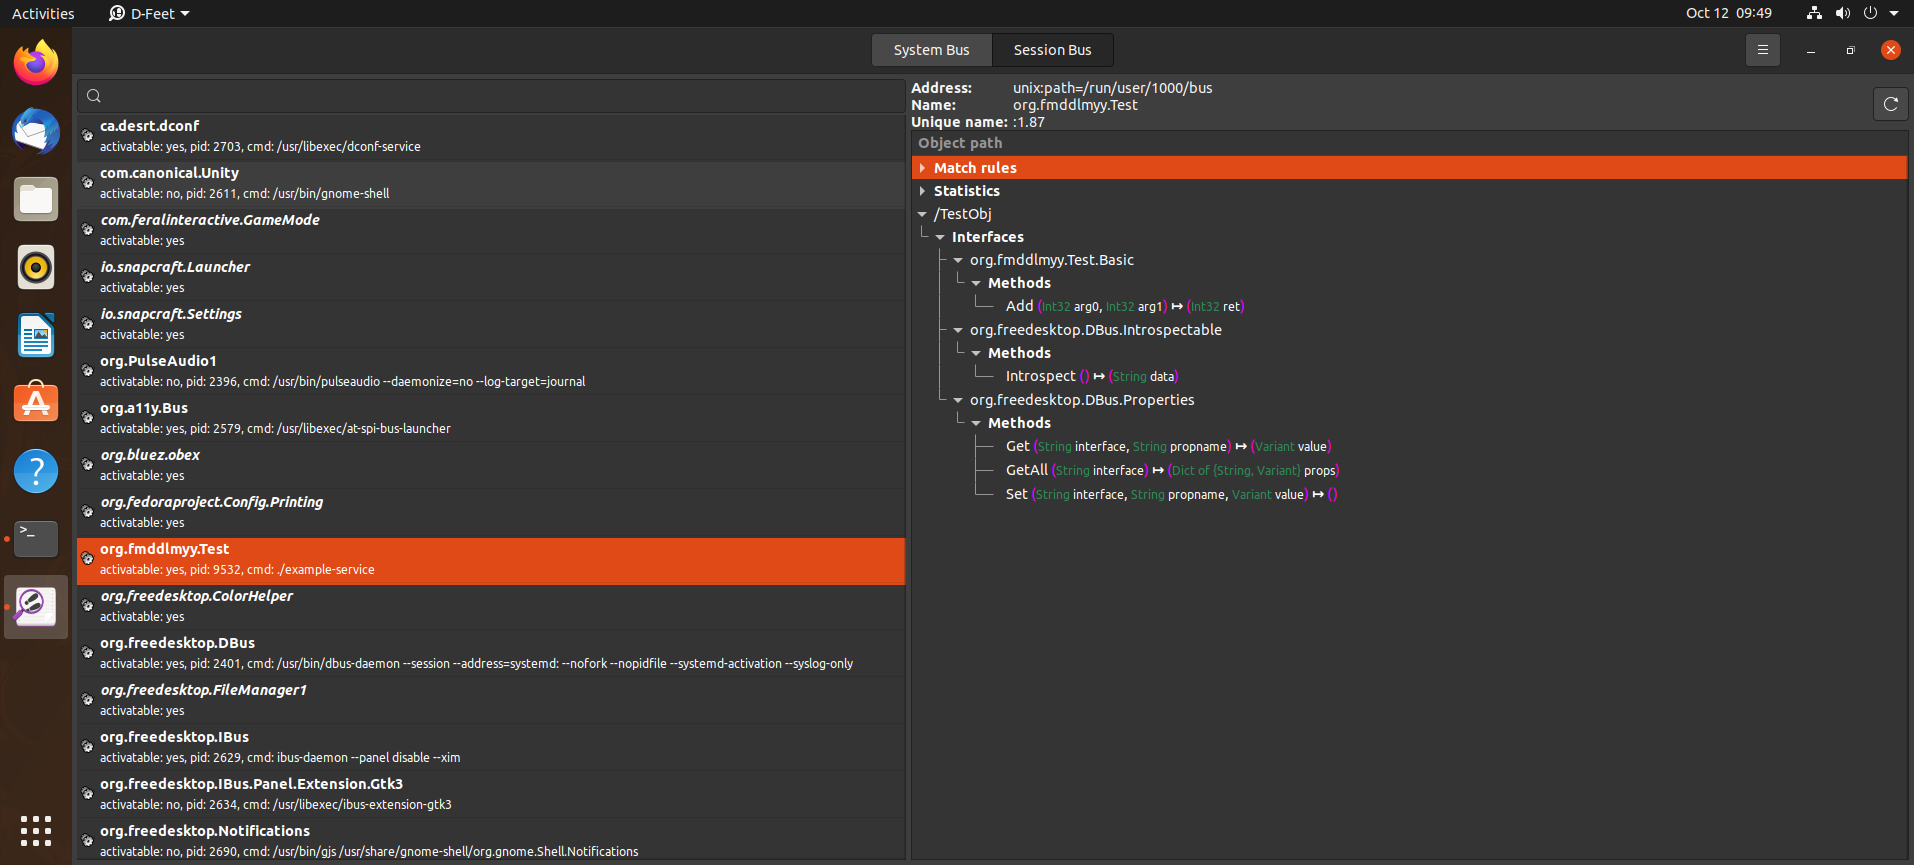 Activities
D-Feet
Oct 12 09:49
System Bus
Session Bus
ca.desrt.dconf
activatable: yes, pid: 2703, cmd: /usr/libexec/dconf-service
com.canonical.Unity
activatable: no, pid: 2611, cmd: /usr/bin/gnome-shell
com.feralinteractive.GameMode
activatable: yes
io.snapcraft.Launcher
activatable: yes
io.snapcraft.Settings
activatable: yes
org.PulseAudio1
activatable: no, pid: 2396, cmd: /usr/bin/pulseaudio --daemonize=no --log-target=journal
org.a11y.Bus
activatable: yes, pid: 2579, cmd: /usr/libexec/at-spi-bus-launcher
org.bluez.obex
activatable: yes
org.fedoraproject.Config.Printing
activatable: yes
org.fmddlmyy.Test
activatable: yes, pid: 9532, cmd: ./example-service
org.freedesktop.ColorHelper
activatable: yes
org.freedesktop.DBus
activatable: yes, pid: 2401, cmd: /usr/bin/dbus-daemon --session --address=systemd: --nofork --nopidfile --systemd-activation --syslog-only
org.freedesktop.FileManager1
activatable: yes
org.freedesktop.IBus
activatable: yes, pid: 2629, cmd: ibus-daemon --panel disable --xim
org.freedesktop.IBus.Panel.Extension.Gtk3
activatable: no, pid: 2634, cmd: /usr/libexec/ibus-extension-gtk3
org.freedesktop.Notifications
activatable: no, pid: 2690, cmd: /usr/bin/gjs /usr/share/gnome-shell/org.gnome.Shell.Notifications
Address: unix:path=/run/user/1000/bus
Name: org.fmddlmyy.Test
Unique name: :1.87
Object path
Match rules
Statistics
/TestObj
Interfaces
org.fmddlmyy.Test.Basic
Methods
Add (Int32 arg0, Int32 arg1) ↦ (Int32 ret)
org.freedesktop.DBus.Introspectable
Methods
Introspect () ↦ (String data)
org.freedesktop.DBus.Properties
Methods
Get (String interface, String propname) ↦ (Variant value)
GetAll (String interface) ↦ (Dict of {String, Variant} props)
Set (String interface, String propname, Variant value) ↦ ()